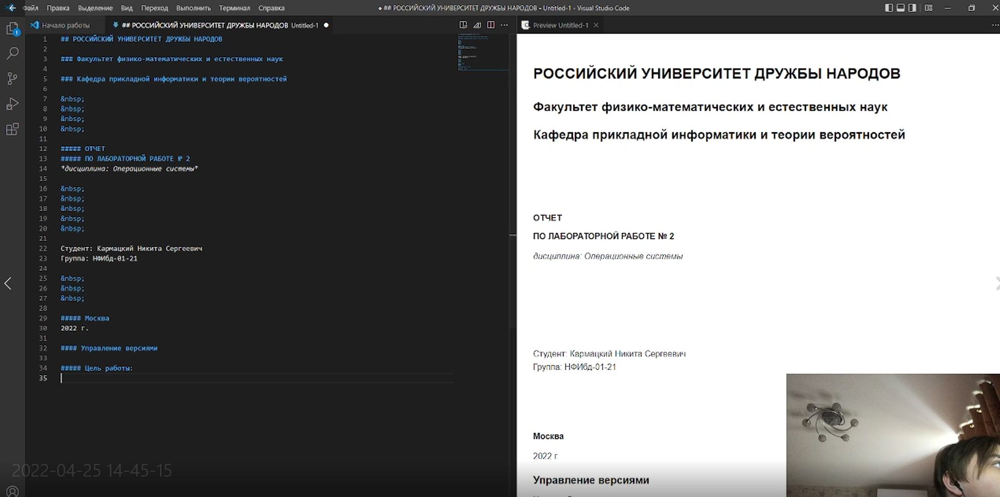 Файл Правка Выделение Вид Переход Выполнить Терминал Справка
● ## РОССИЙСКИЙ УНИВЕРСИТЕТ ДРУЖБЫ НАРОДОВ • Untitled-1 - Visual Studio Code
Начало работы
## РОССИЙСКИЙ УНИВЕРСИТЕТ ДРУЖБЫ НАРОДОВ Untitled-1 ●
1
1 ## РОССИЙСКИЙ УНИВЕРСИТЕТ ДРУЖБЫ НАРОДОВ
2
3 ### Факультет физико-математических и естественных наук
4
5 ### Кафедра прикладной информатики и теории вероятностей
6
7 &nbsp;
8 &nbsp;
9 &nbsp;
10 &nbsp;
11
12 ##### ОТЧЕТ
13 ##### ПО ЛАБОРАТОРНОЙ РАБОТЕ № 2
14 *дисциплина: Операционные системы*
15
16 &nbsp;
17 &nbsp;
18 &nbsp;
19 &nbsp;
20 &nbsp;
21
22 Студент: Кармацкий Никита Сергеевич
23 Группа: НФИбд-01-21
24
25 &nbsp;
26 &nbsp;
27 &nbsp;
28
29 ##### Москва
30 2022 г.
31
32 #### Управление версиями
33
34 ##### Цель работы:
35
2022-04-25 14-45-15
Preview Untitled-1
РОССИЙСКИЙ УНИВЕРСИТЕТ ДРУЖБЫ НАРОДОВ
Факультет физико-математических и естественных наук
Кафедра прикладной информатики и теории вероятностей
ОТЧЕТ
ПО ЛАБОРАТОРНОЙ РАБОТЕ № 2
дисциплина: Операционные системы
Студент: Кармацкий Никита Сергеевич
Группа: НФИбд-01-21
Москва
2022 г.
Управление версиями